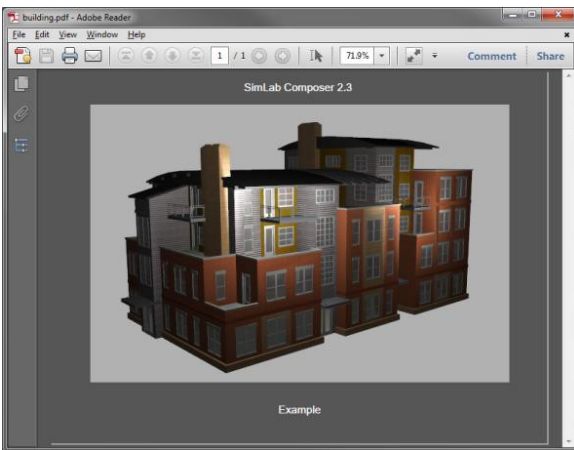 building.pdf - Adobe Reader
File Edit View Window Help
1 / 1 71.9% Comment Share
SimLab Composer 2.3
Example